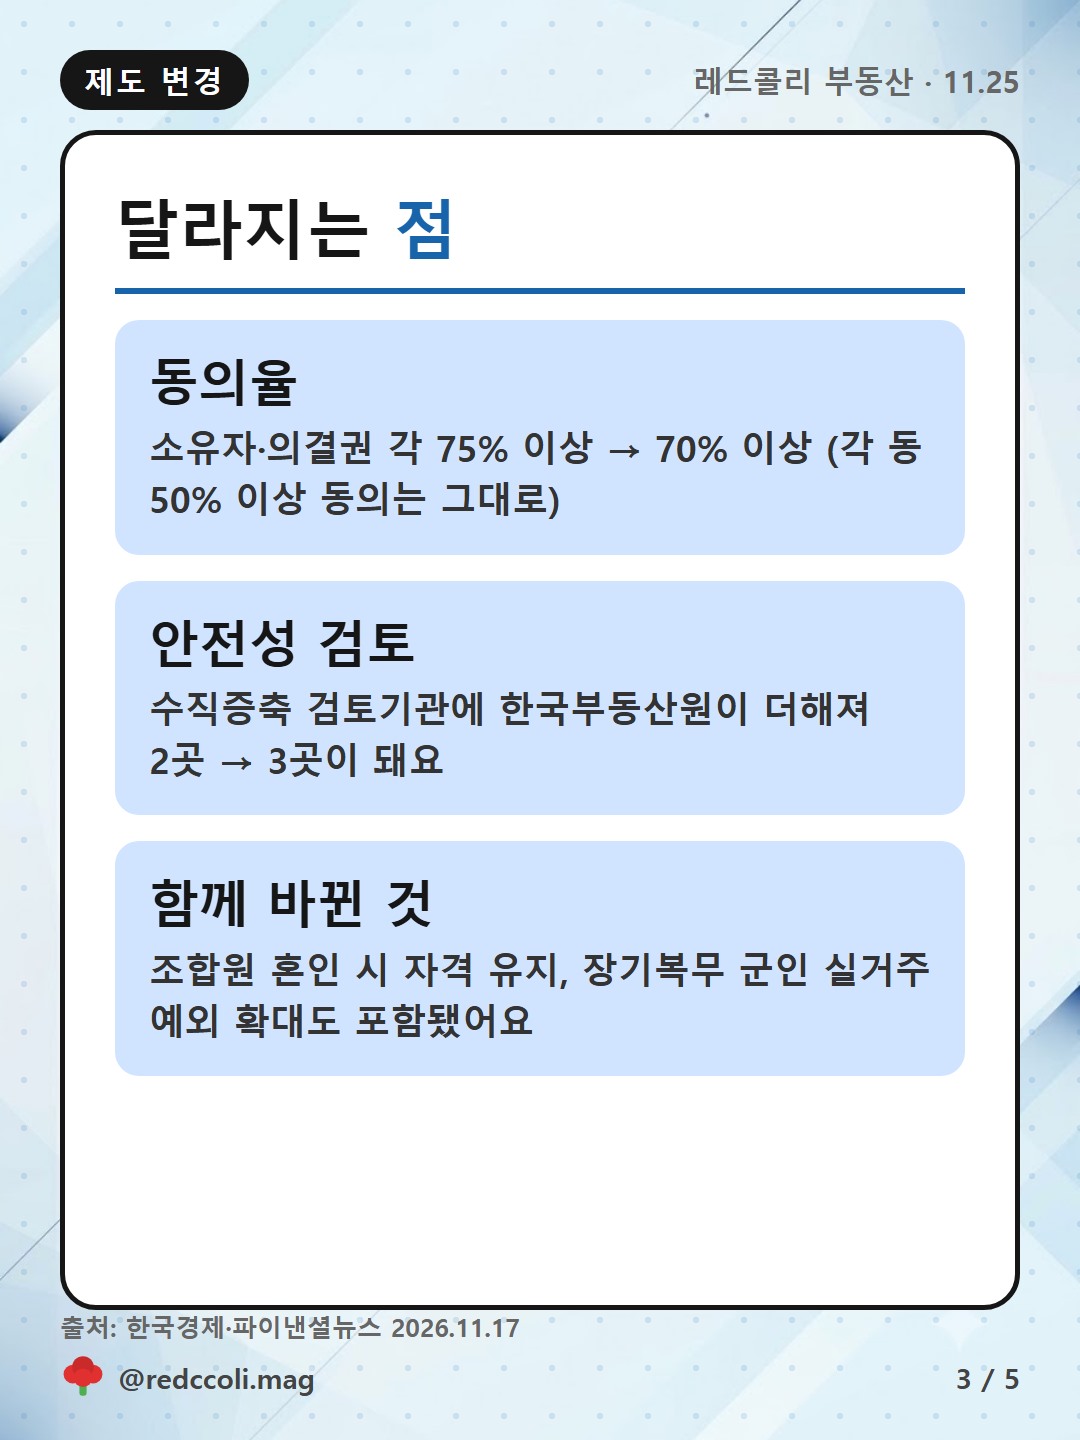 제도 변경
레드콜리 부동산 · 11.25
달라지는 점
동의율
소유자·의결권 각 75% 이상 → 70% 이상 (각 동
50% 이상 동의는 그대로)
안전성 검토
수직증축 검토기관에 한국부동산원이 더해져
2곳 → 3곳이 돼요
함께 바뀐 것
조합원 혼인 시 자격 유지, 장기복무 군인 실거주
예외 확대도 포함됐어요
출처: 한국경제·파이낸셜뉴스 2026.11.17
@redccoli.mag
3 / 5